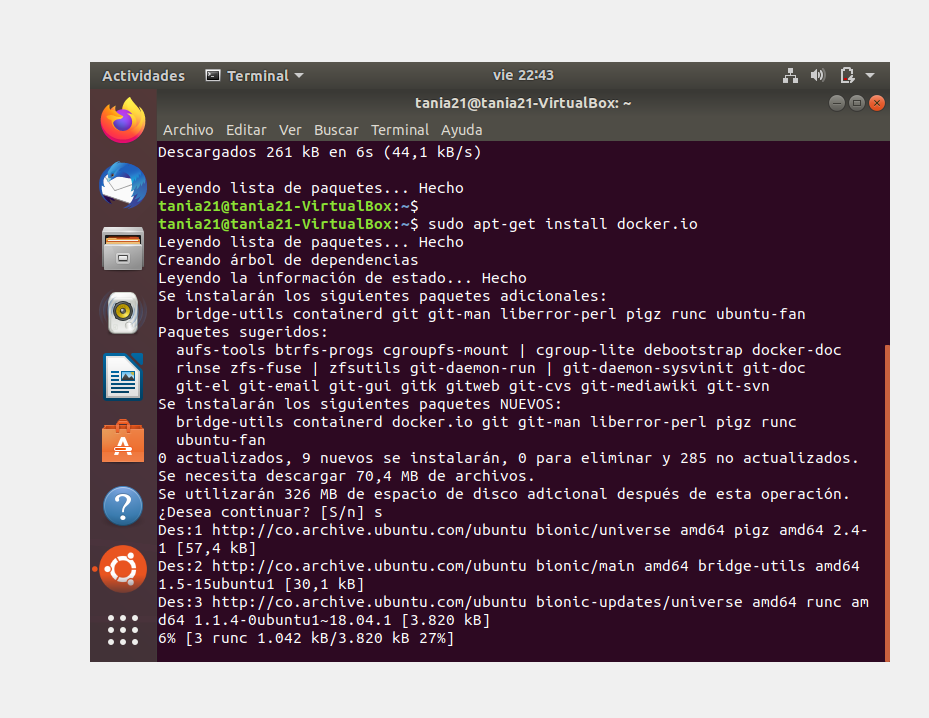 Actividades Terminal vie 22:43
tania21@tania21-VirtualBox: ~
Archivo Editar Ver Buscar Terminal Ayuda
Descargados 261 kB en 6s (44,1 kB/s)
Leyendo lista de paquetes... Hecho
tania21@tania21-VirtualBox:~$
tania21@tania21-VirtualBox:~$ sudo apt-get install docker.io
Leyendo lista de paquetes... Hecho
Creando árbol de dependencias
Leyendo la información de estado... Hecho
Se instalarán los siguientes paquetes adicionales:
bridge-utils containerd git git-man liberror-perl pigz runc ubuntu-fan
Paquetes sugeridos:
aufs-tools btrfs-progs cgroupfs-mount | cgroup-lite debootstrap docker-doc
rinse zfs-fuse | zfsutils git-daemon-run | git-daemon-sysvinit git-doc
git-el git-email git-gui gitk gitweb git-cvs git-mediawiki git-svn
Se instalarán los siguientes paquetes NUEVOS:
bridge-utils containerd docker.io git git-man liberror-perl pigz runc
ubuntu-fan
0 actualizados, 9 nuevos se instalarán, 0 para eliminar y 285 no actualizados.
Se necesita descargar 70,4 MB de archivos.
Se utilizarán 326 MB de espacio de disco adicional después de esta operación.
¿Desea continuar? [S/n] s
Des:1 http://co.archive.ubuntu.com/ubuntu bionic/universe amd64 pigz amd64 2.4-
1 [57,4 kB]
Des:2 http://co.archive.ubuntu.com/ubuntu bionic/main amd64 bridge-utils amd64
1.5-15ubuntu1 [30,1 kB]
Des:3 http://co.archive.ubuntu.com/ubuntu bionic-updates/universe amd64 runc am
d64 1.1.4-0ubuntu1~18.04.1 [3.820 kB]
6% [3 runc 1.042 kB/3.820 kB 27%]